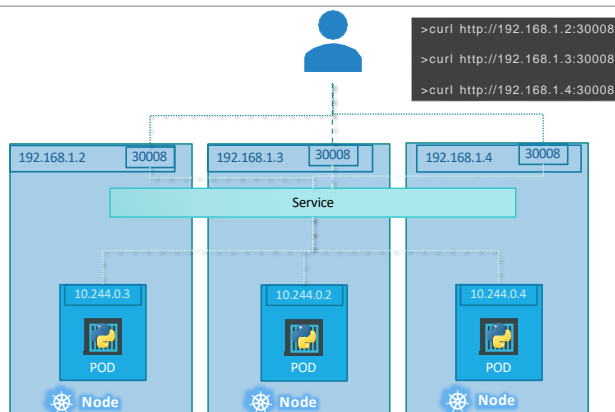 >curl http://192.168.1.2:30008
>curl http://192.168.1.3:30008
>curl http://192.168.1.4:30008
192.168.1.2 30008 192.168.1.3 30008 192.168.1.4 30008
Service
10.244.0.3 10.244.0.2 10.244.0.4
POD POD POD
Node Node Node